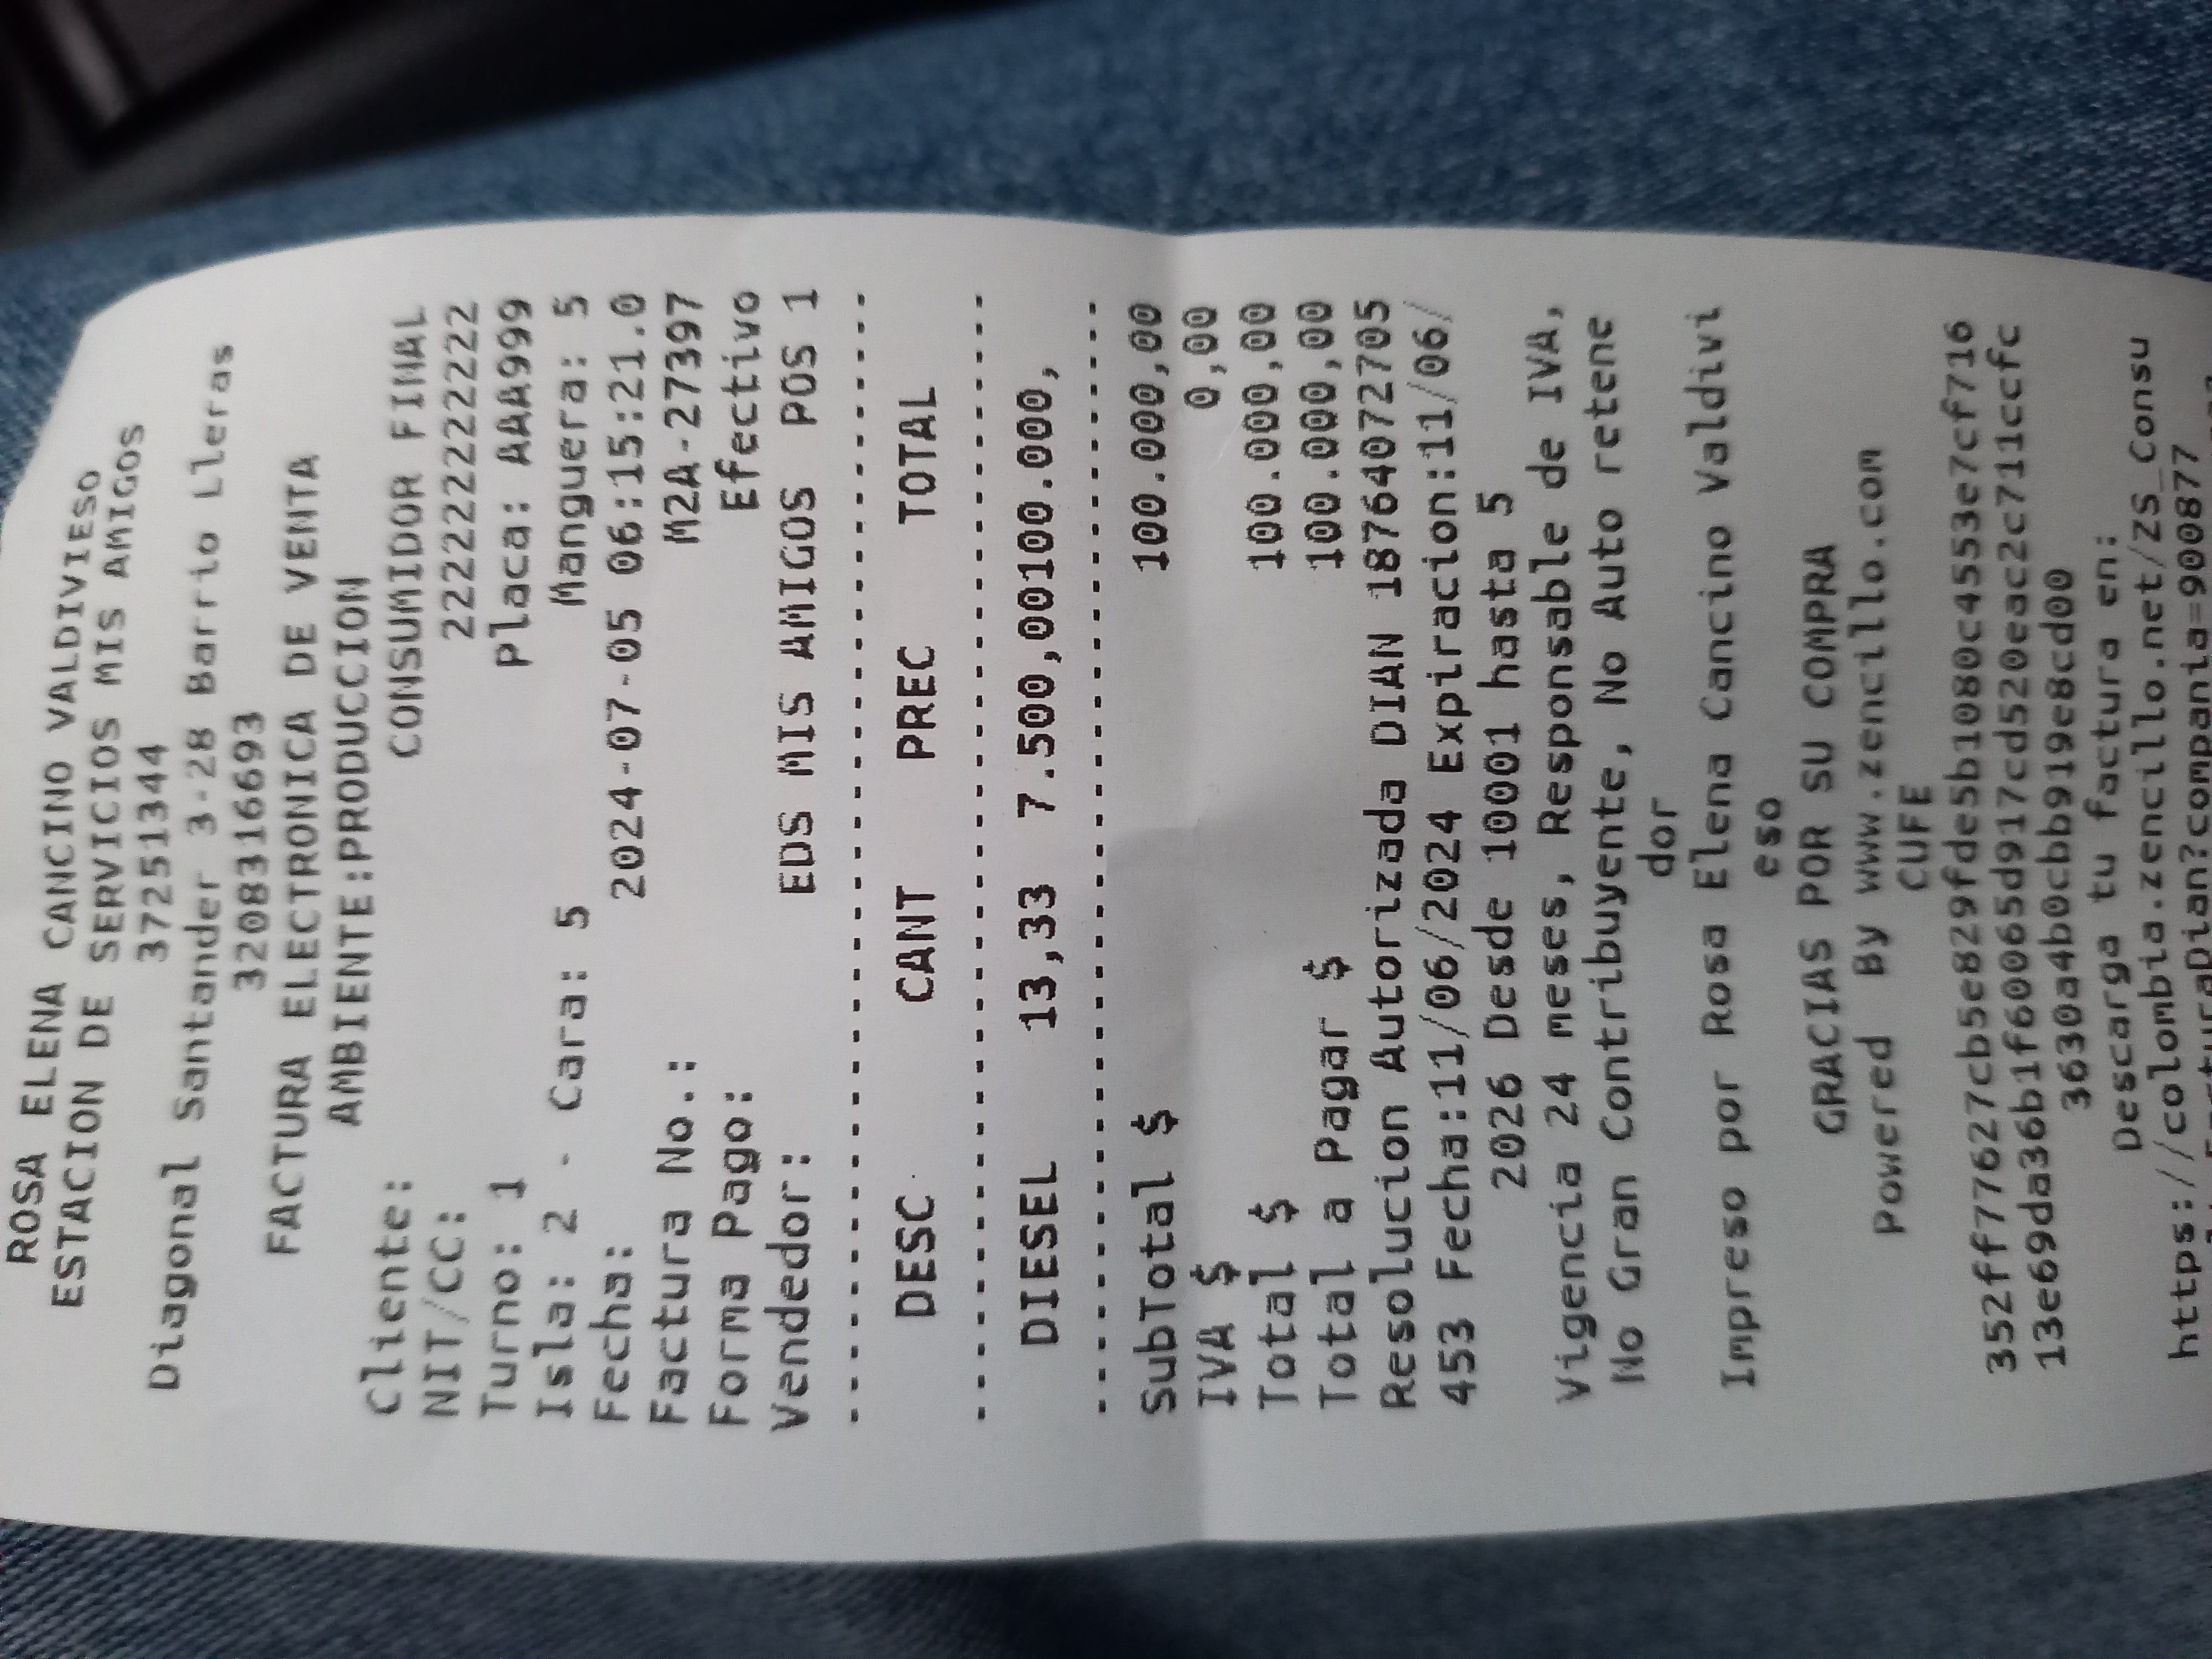 ROSA ELENA CANCINO VALDIVIESO
ESTACION DE SERVICIOS MIS AMIGOS
37251344
Diagonal Santander 3-28 Barrio Lleras
3208316693
FACTURA ELECTRONICA DE VENTA
AMBIENTE:PRODUCCION
Cliente: CONSUMIDOR FINAL
NIT/CC: 222222222222
Turno: 1 Placa: AAA999
Isla: 2 - Cara: 5 Manguera: 5
Fecha: 2024-07-05 06:15:21.0
Factura No.: M2A-27397
Forma Pago: Efectivo
Vendedor: EDS MIS AMIGOS POS 1
DESC CANT PREC TOTAL
DIESEL 13,33 7.500,00100.000,
SubTotal $ 100.000,00
IVA $ 0,00
Total $ 100.000,00
Total a Pagar $ 100.000,00
Resolucion Autorizada DIAN 18764072705
453 Fecha:11/06/2024 Expiracion:11/06/
2026 Desde 10001 hasta 5
Vigencia 24 meses, Responsable de IVA,
No Gran Contribuyente, No Auto retene
dor
Impreso por Rosa Elena Cancino Valdivi
eso
GRACIAS POR SU COMPRA
Powered By www.zencillo.com
CUFE
352ff77627cb5e829fde5b1080c4553e7cf716
13e69da36b1f60065d917cd520eac2c711ccfc
3630a4b0cbb919e8cd00
Descarga tu factura en:
https://colombia.zencillo.net/ZS_Consu